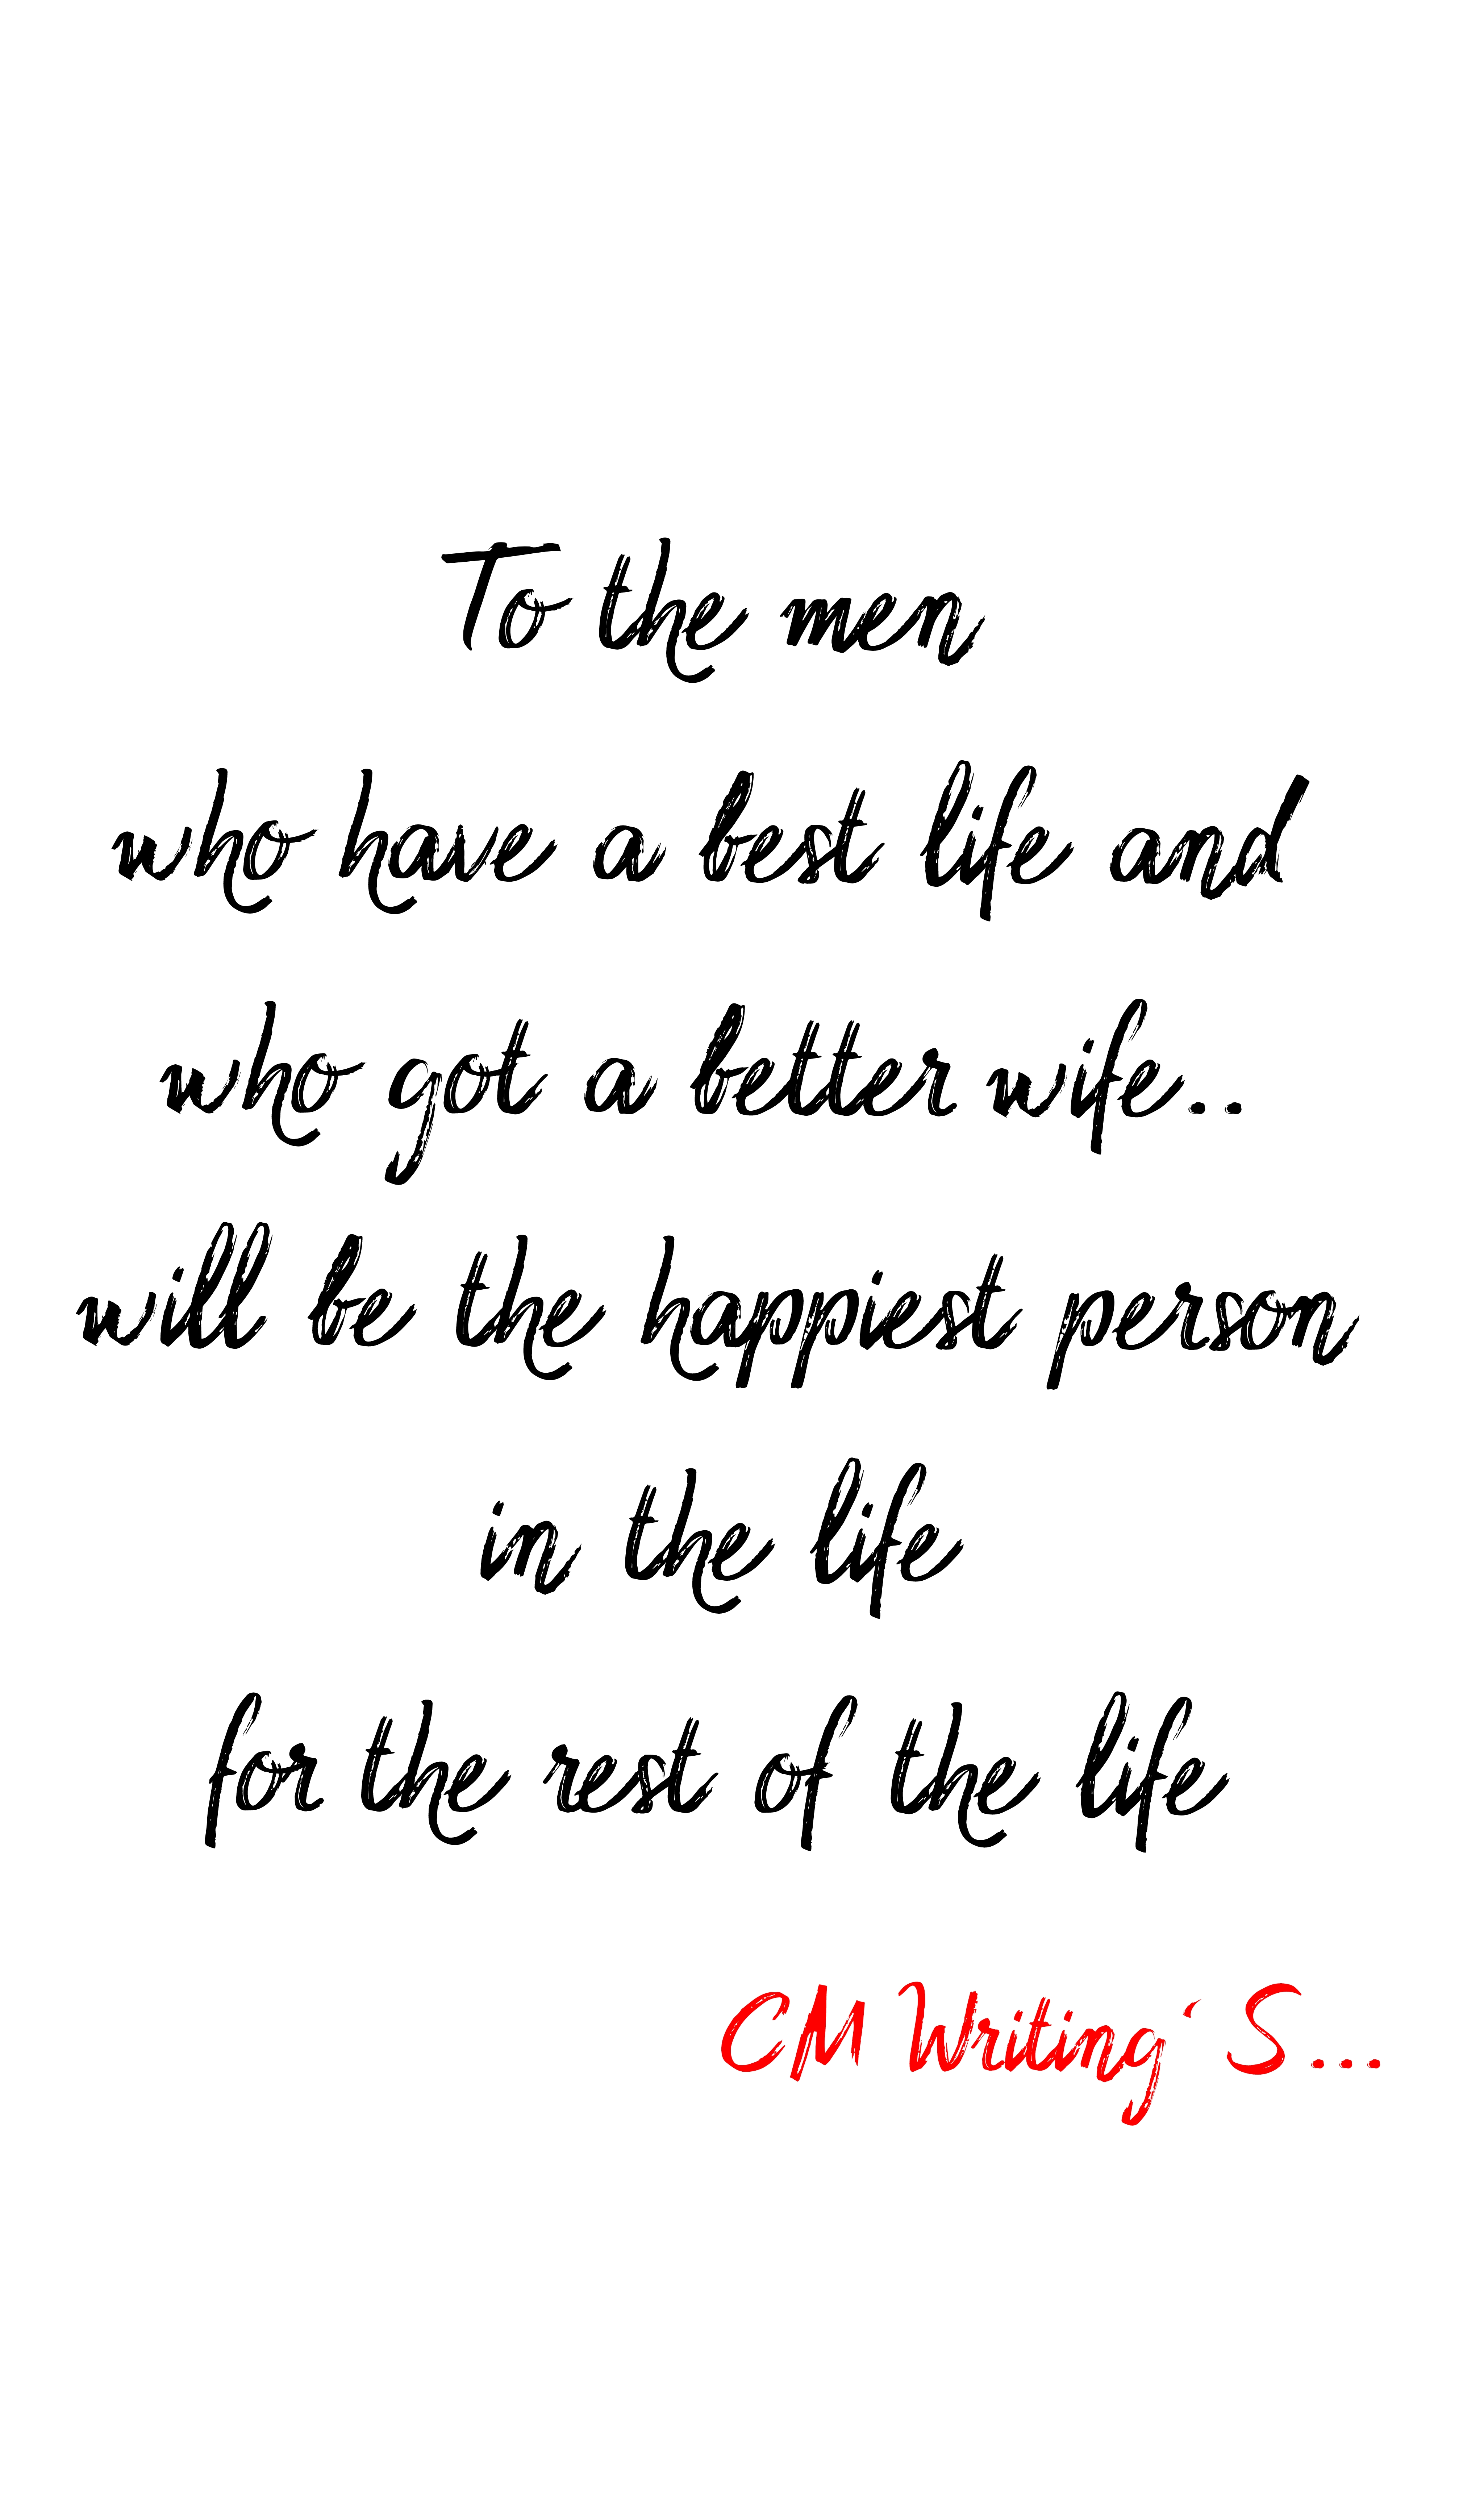 To the men,
who have a best life and
who got a better if ..
will be the happiest person
in the life
for the rest of the life,
CM Writing' S...